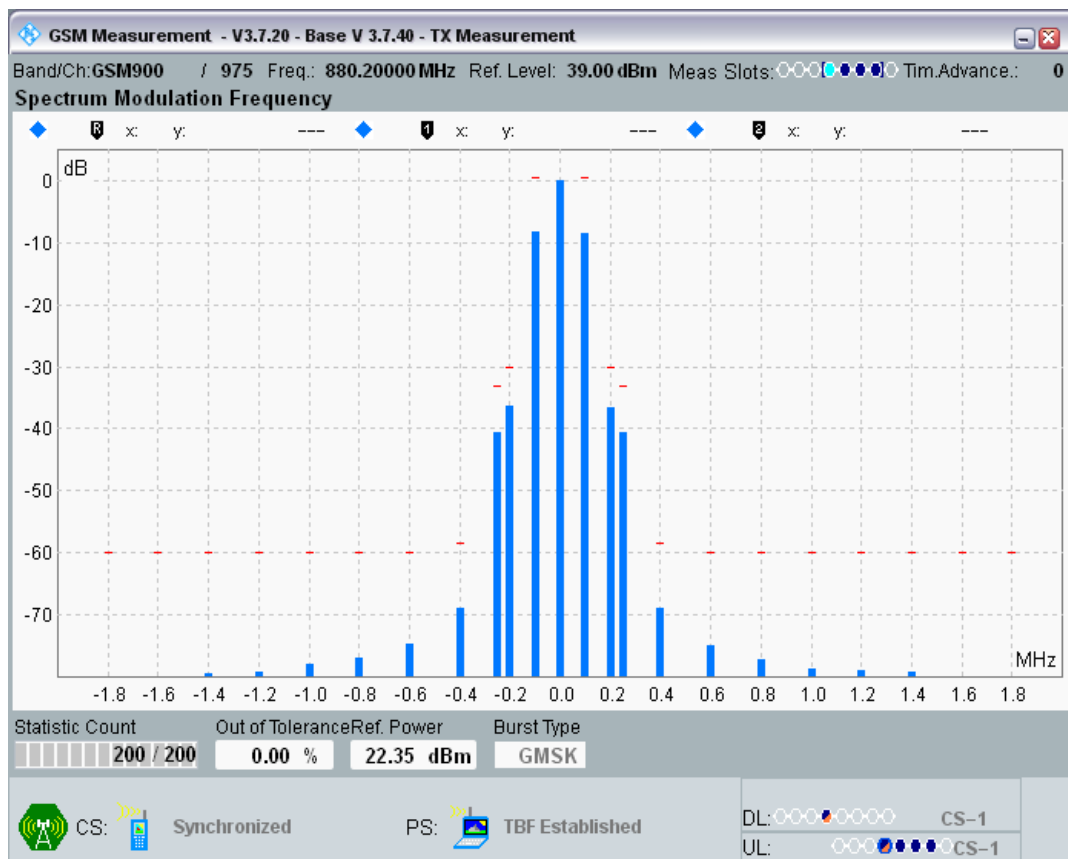 GSM Measurement - V3.7.20 - Base V 3.7.40 - TX Measurement
Band/Ch:GSM900 / 975 Freq.: 880.20000 MHz Ref. Level: 39.00 dBm Meas Slots: Tim.Advance.: 0
Spectrum Modulation Frequency
R x: y: --- 1 x: y: --- 2 x: y: ---
dB
0
-10
-20
-30
-40
-50
-60
-70
MHz
-1.8 -1.6 -1.4 -1.2 -1.0 -0.8 -0.6 -0.4 -0.2 0.0 0.2 0.4 0.6 0.8 1.0 1.2 1.4 1.6 1.8
Statistic Count Out of Tolerance Ref. Power Burst Type
200 / 200 0.00 % 22.35 dBm GMSK
CS: Synchronized PS: TBF Established
DL: CS-1
UL: CS-1